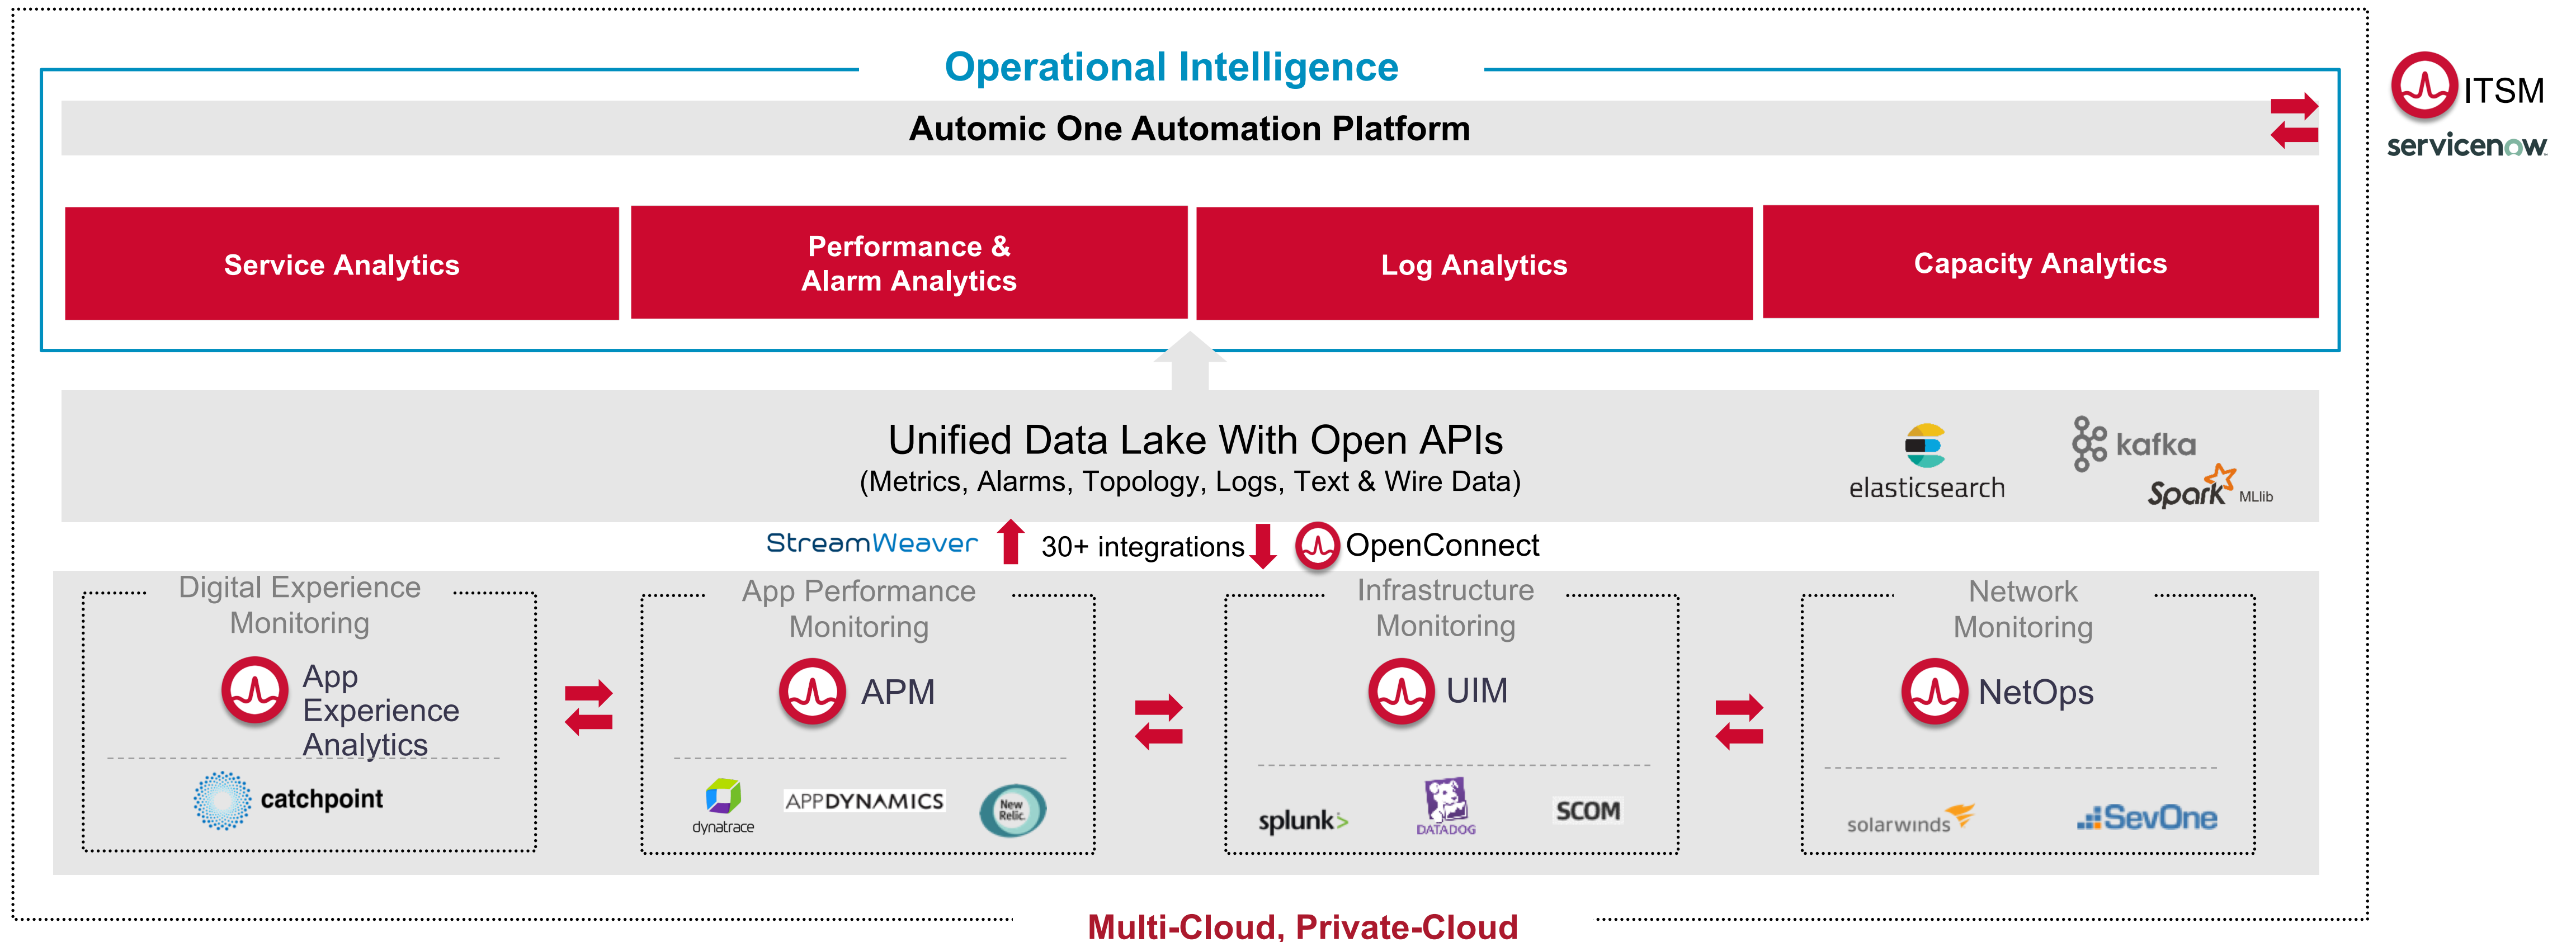 Operational Intelligence
Automic One Automation Platform
ITSM
servicenow
Service Analytics
Performance &
Alarm Analytics
Log Analytics
Capacity Analytics
Unified Data Lake With Open APIs
(Metrics, Alarms, Topology, Logs, Text & Wire Data)
elasticsearch
kafka
Spark MLlib
StreamWeaver
30+ integrations
OpenConnect
Digital Experience
Monitoring
App
Experience
Analytics
catchpoint
App Performance
Monitoring
APM
dynatrace
APPDYNAMICS
New
Relic.
Infrastructure
Monitoring
UIM
splunk>
DATADOG
SCOM
Network
Monitoring
NetOps
solarwinds
SevOne
Multi-Cloud, Private-Cloud